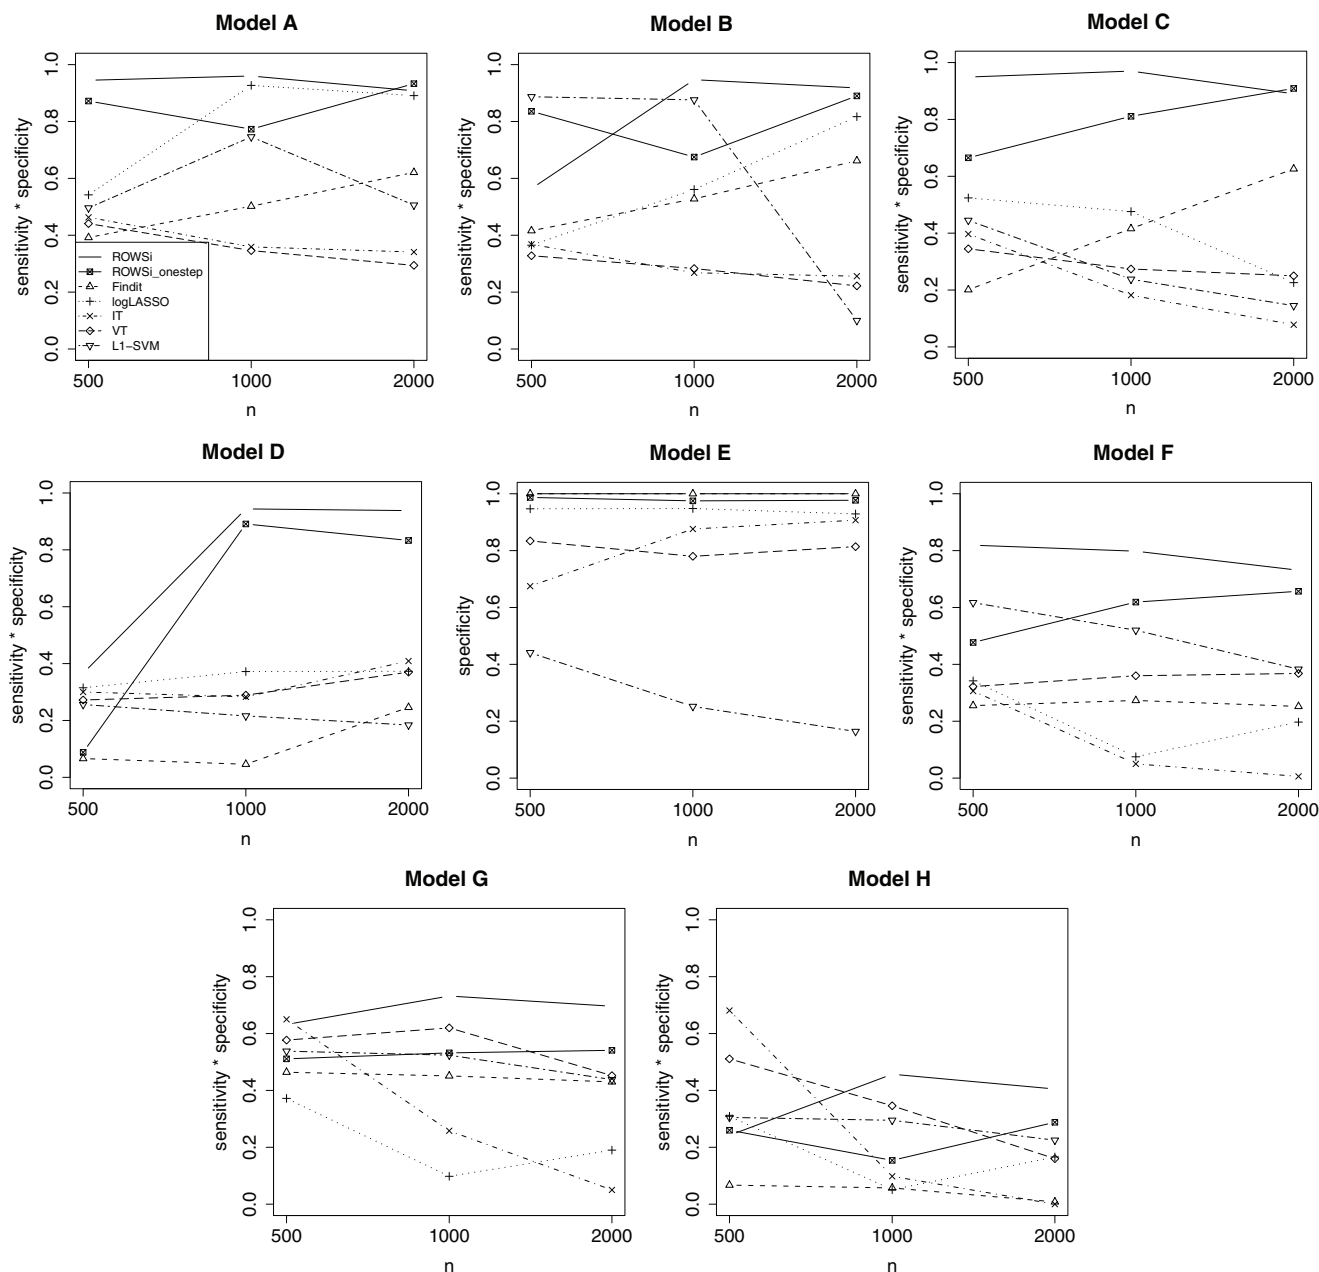 Model A
sensitivity * specificity
0.0 0.2 0.4 0.6 0.8 1.0
ROWSi
ROWSi_onestep
Findit
logLASSO
IT
VT
L1−SVM
500 1000 2000
n
Model B
sensitivity * specificity
0.0 0.2 0.4 0.6 0.8 1.0
500 1000 2000
n
Model C
sensitivity * specificity
0.0 0.2 0.4 0.6 0.8 1.0
500 1000 2000
n
Model D
sensitivity * specificity
0.0 0.2 0.4 0.6 0.8 1.0
500 1000 2000
n
Model E
specificity
0.0 0.2 0.4 0.6 0.8 1.0
500 1000 2000
n
Model F
sensitivity * specificity
0.0 0.2 0.4 0.6 0.8 1.0
500 1000 2000
n
Model G
sensitivity * specificity
0.0 0.2 0.4 0.6 0.8 1.0
500 1000 2000
n
Model H
sensitivity * specificity
0.0 0.2 0.4 0.6 0.8 1.0
500 1000 2000
n